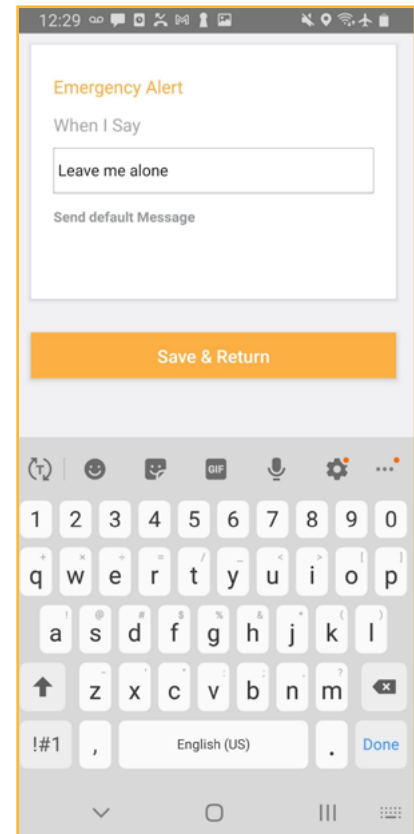 12:29
Emergency Alert
When I Say
Leave me alone
Send default Message
Save & Return
GIF
1 2 3 4 5 6 7 8 9 0
+ × ÷ = / _ < > [ ]
q w e r t y u i o p
! @ # $ % ^ & * ( )
a s d f g h j k l
- ' " : ; , ?
z x c v b n m
!#1 , English (US) . Done